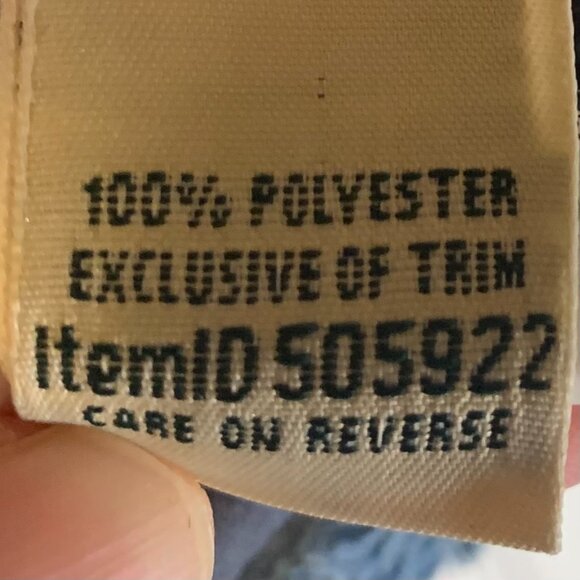 100% POLYESTER
EXCLUSIVE OF TRIM
ItemID 505922
CARE ON REVERSE